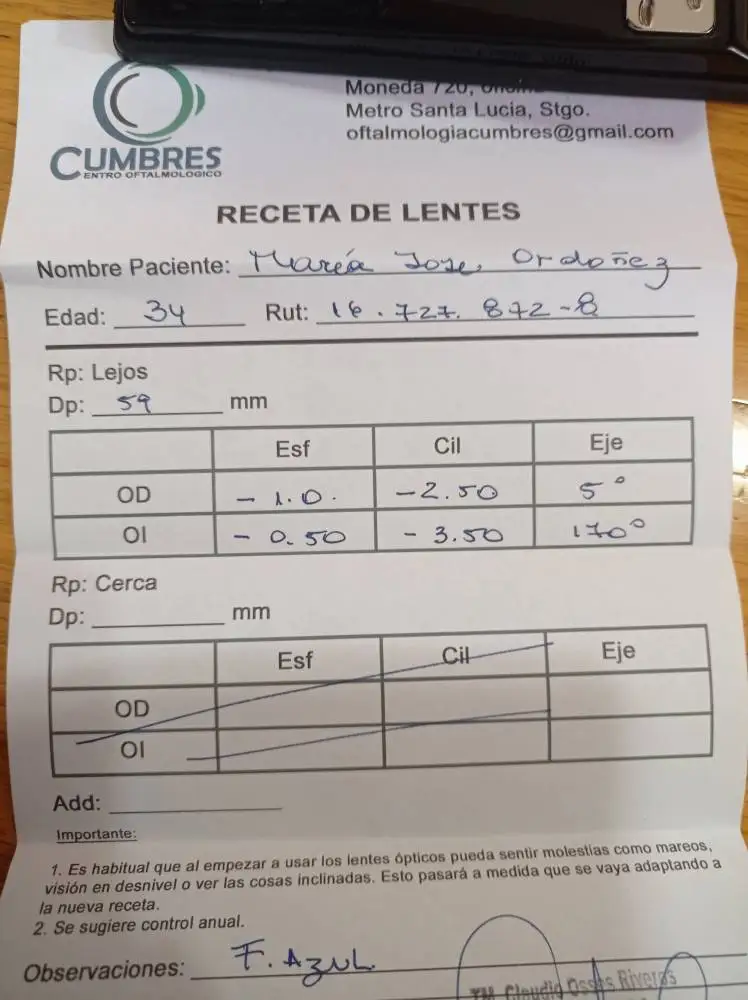 Moneda 720,
Metro Santa Lucia, Stgo.
oftalmologiacumbres@gmail.com
CUMBRES
ENTRO OFTALMOLOGICO
RECETA DE LENTES
Nombre Paciente: María Jose Ordoñez
Edad: 34 Rut: 16.727.872-8
Rp: Lejos
Dp: 59 mm
Esf Cil Eje
OD - 1.0. -2.50 5°
OI - 0.50 - 3.50 170°
Rp: Cerca
Dp: mm
Esf Cil Eje
OD
OI
Add:
Importante:
1. Es habitual que al empezar a usar los lentes ópticos pueda sentir molestias como mareos,
visión en desnivel o ver las cosas inclinadas. Esto pasará a medida que se vaya adaptando a
la nueva receta.
2. Se sugiere control anual.
Observaciones: F. AZUL.
TM Claudio Osses Riveros